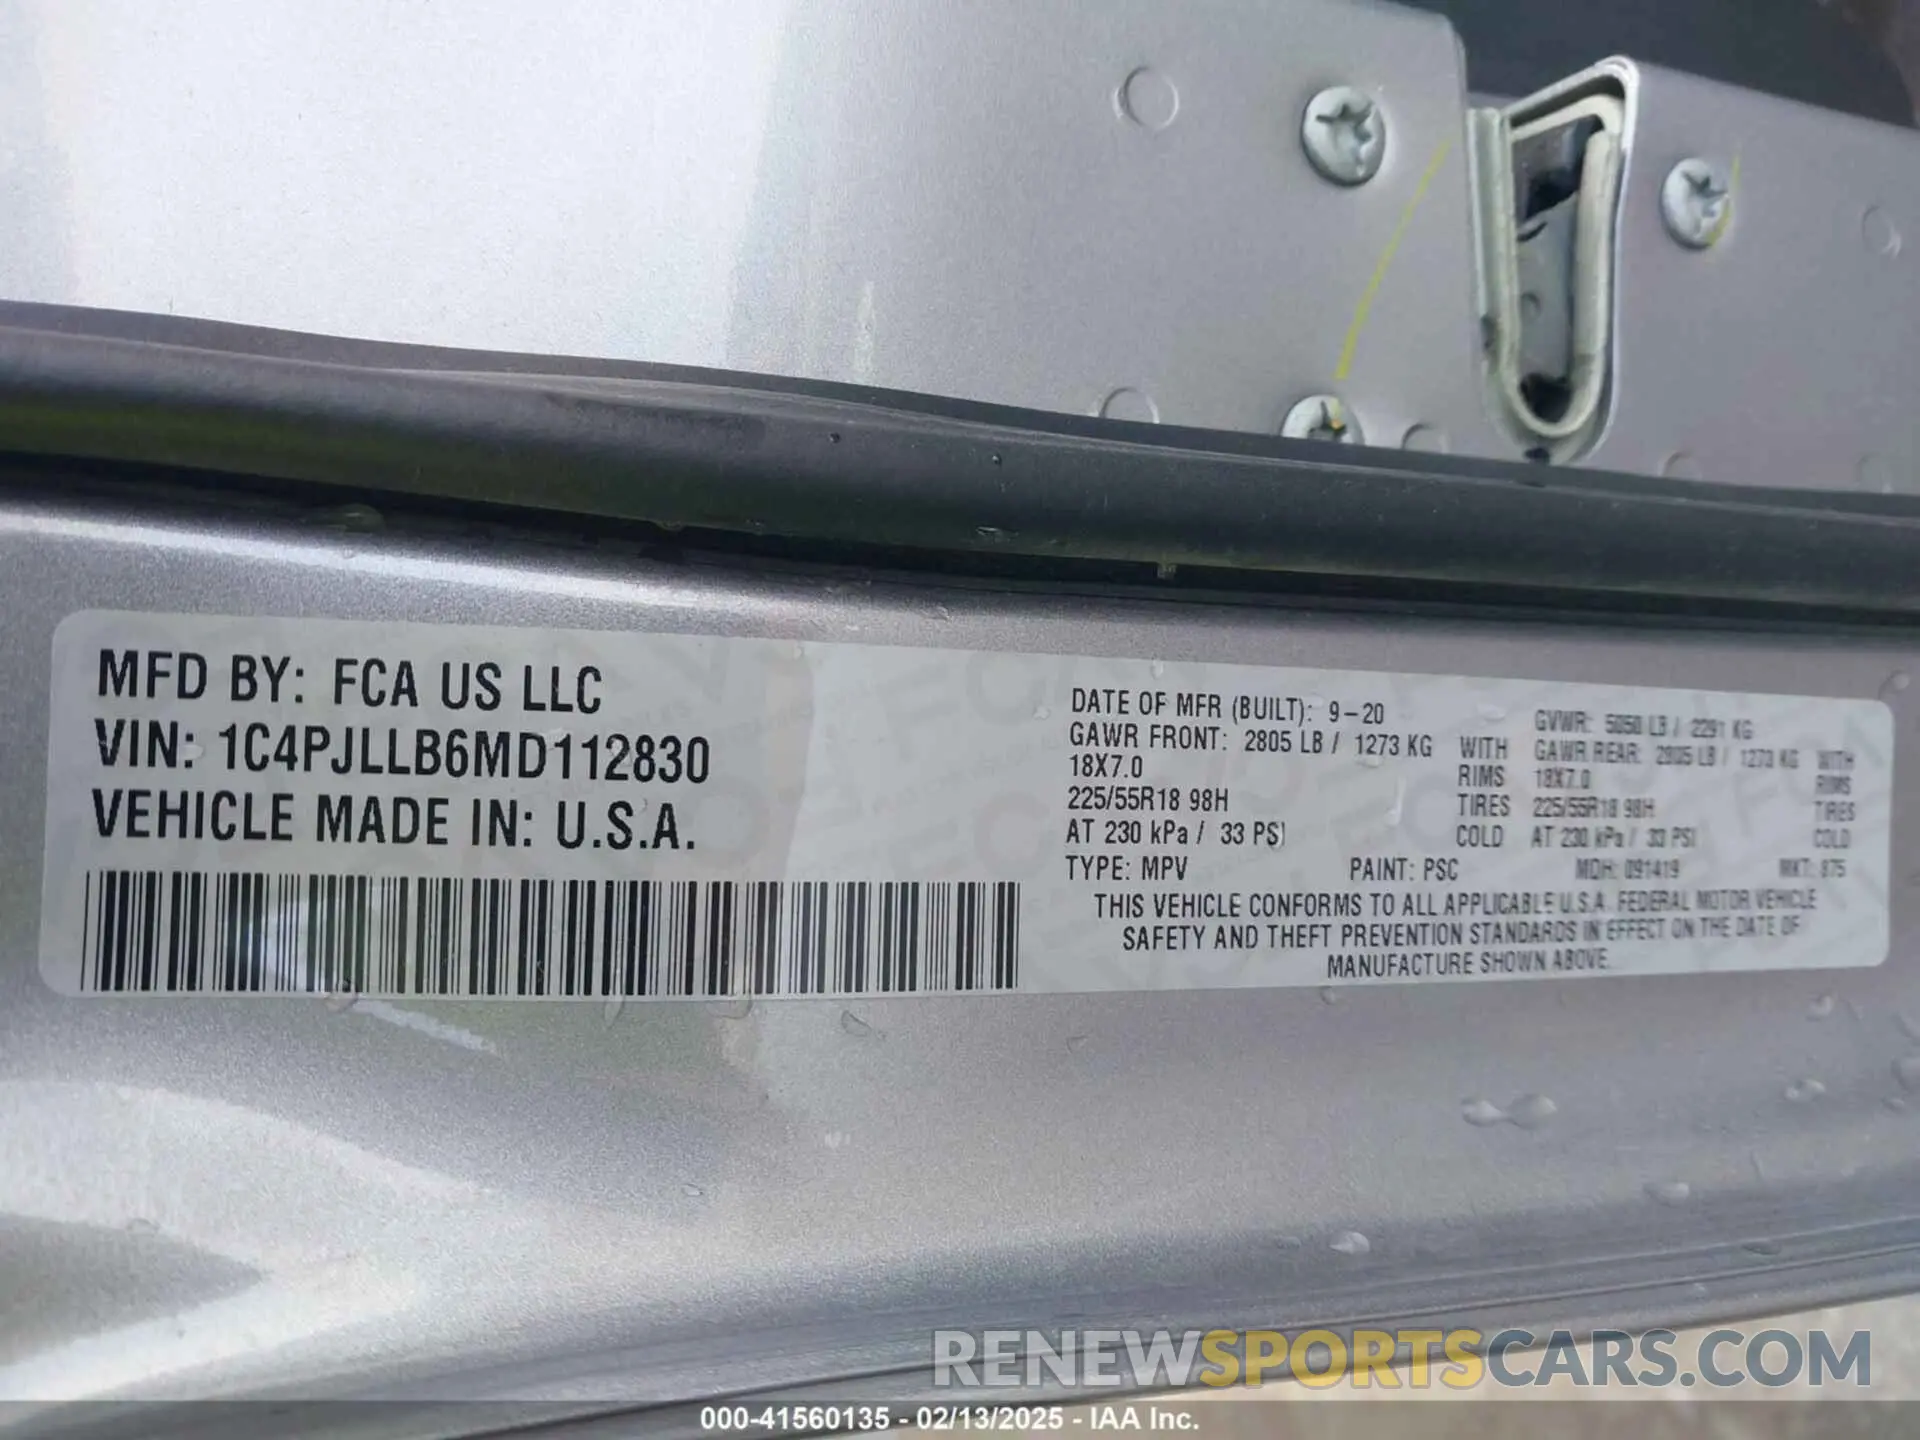 MFD BY: FCA US LLC
VIN: 1C4PJLLB6MD112830
VEHICLE MADE IN: U.S.A.
DATE OF MFR (BUILT): 9-20 GVWR: 5050 LB / 2291 KG
GAWR FRONT: 2805 LB / 1273 KG WITH GAWR REAR: 2805 LB / 1273 KG WITH
18X7.0 RIMS 18X7.0 RIMS
225/55R18 98H TIRES 225/55R18 98H TIRES
AT 230 kPa / 33 PSI COLD AT 230 kPa / 33 PSI COLD
TYPE: MPV PAINT: PSC MDH: 091419 MKT: 875
THIS VEHICLE CONFORMS TO ALL APPLICABLE U.S.A. FEDERAL MOTOR VEHICLE
SAFETY AND THEFT PREVENTION STANDARDS IN EFFECT ON THE DATE OF
MANUFACTURE SHOWN ABOVE.
RENEWSPORTSCARS.COM
000-41560135 - 02/13/2025 - IAA Inc.